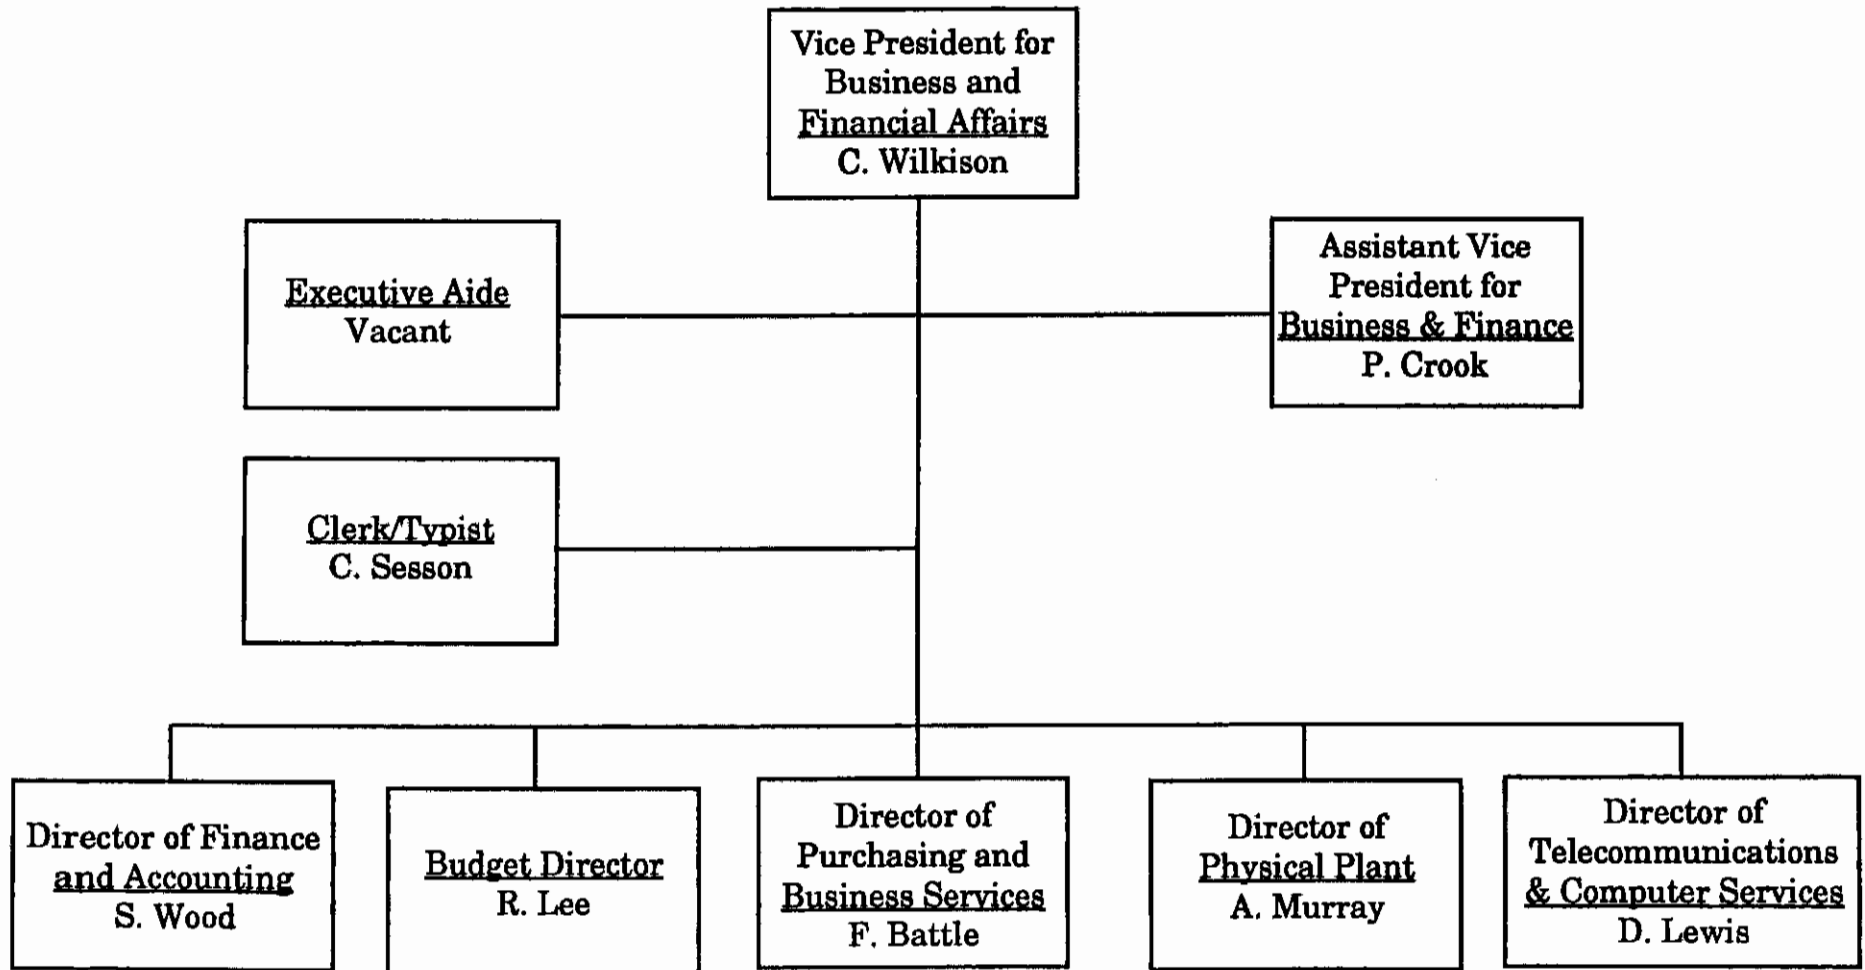 Vice President for
Business and
Financial Affairs
C. Wilkison
Executive Aide
Vacant
Assistant Vice
President for
Business & Finance
P. Crook
Clerk/Typist
C. Sesson
Director of Finance
and Accounting
S. Wood
Budget Director
R. Lee
Director of
Purchasing and
Business Services
F. Battle
Director of
Physical Plant
A. Murray
Director of
Telecommunications
& Computer Services
D. Lewis